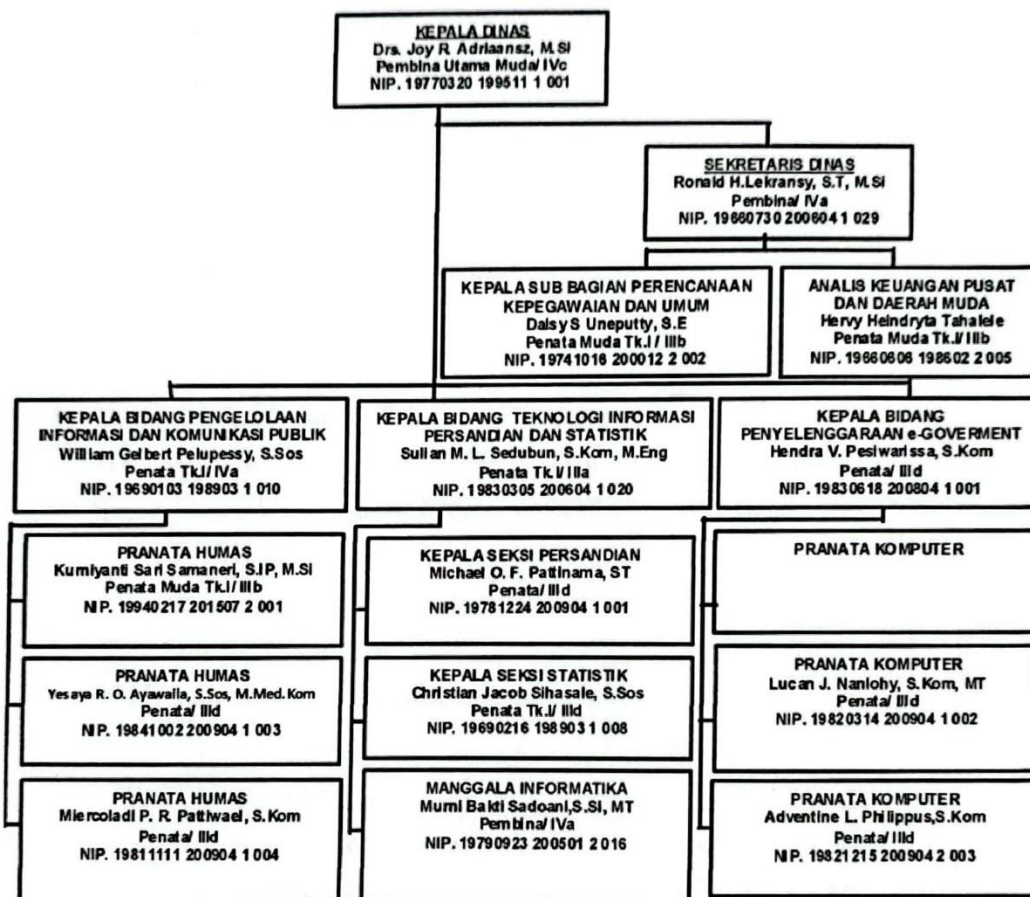 KEPALA DINAS
Drs. Joy R. Adriaansz, M.Si
Pembina Utama Muda/ IVc
NIP. 19770320 199511 1 001
SEKRETARIS DINAS
Ronald H.Lekransy, S.T, M.Si
Pembina/ IVa
NIP. 19660730 200604 1 029
KEPALA SUB BAGIAN PERENCANAAN
KEPEGAWAIAN DAN UMUM
Daisy S Uneputty, S.E
Penata Muda Tk.I / IIIb
NIP. 19741016 200012 2 002
ANALIS KEUANGAN PUSAT
DAN DAERAH MUDA
Hervy Heindryta Tahalele
Penata Muda Tk.I/ IIIb
NIP. 19660606 198602 2 005
KEPALA BIDANG PENGELOLAAN
INFORMASI DAN KOMUNIKASI PUBLIK
William Gelbert Pelupessy, S.Sos
Penata Tk.I/ IVa
NIP. 19690103 198903 1 010
KEPALA BIDANG TEKNOLOGI INFORMASI
PERSANDIAN DAN STATISTIK
Sulian M. L. Sedubun, S.Kom, M.Eng
Penata Tk.I/ IIIa
NIP. 19830305 200604 1 020
KEPALA BIDANG
PENYELENGGARAAN e-GOVERMENT
Hendra V. Pesiwarissa, S.Kom
Penata/ IIId
NIP. 19830618 200804 1 001
PRANATA HUMAS
Kurniyanti Sari Samaneri, S.IP, M.Si
Penata Muda Tk.I/ IIIb
NIP. 19940217 201507 2 001
PRANATA HUMAS
Yesaya R. O. Ayawaila, S.Sos, M.Med.Kom
Penata/ IIId
NIP. 19841002 200904 1 003
PRANATA HUMAS
Miercoladi P. R. Pattiwael, S.Kom
Penata/ IIId
NIP. 19811111 200904 1 004
KEPALA SEKSI PERSANDIAN
Michael O. F. Pattinama, ST
Penata/ IIId
NIP. 19781224 200904 1 001
KEPALA SEKSI STATISTIK
Christian Jacob Sihasale, S.Sos
Penata Tk.I/ IIId
NIP. 19690216 198903 1 008
MANGGALA INFORMATIKA
Murni Bakti Sadoani,S.Si, MT
Pembina/ IVa
NIP. 19790923 200501 2 016
PRANATA KOMPUTER
PRANATA KOMPUTER
Lucan J. Nanlohy, S.Kom, MT
Penata/ IIId
NIP. 19820314 200904 1 002
PRANATA KOMPUTER
Adventine L. Philippus,S.Kom
Penata/ IIId
NIP. 19821215 200904 2 003